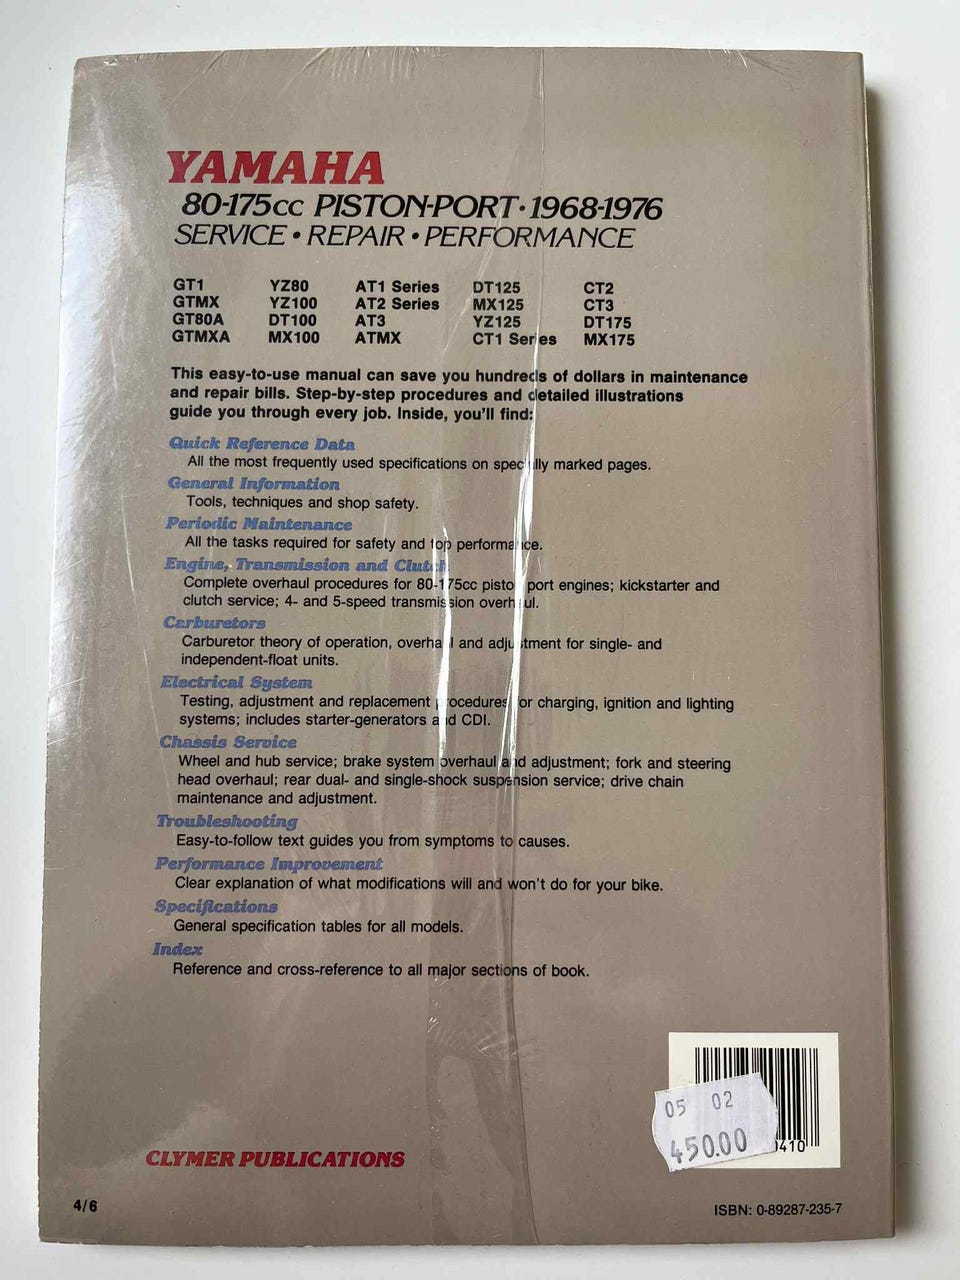 YAMAHA
80-175cc PISTON-PORT • 1968-1976
SERVICE • REPAIR • PERFORMANCE
GT1 YZ80 AT1 Series DT125 CT2
GTMX YZ100 AT2 Series MX125 CT3
GT80A DT100 AT3 YZ125 DT175
GTMXA MX100 ATMX CT1 Series MX175
This easy-to-use manual can save you hundreds of dollars in maintenance
and repair bills. Step-by-step procedures and detailed illustrations
guide you through every job. Inside, you'll find:
Quick Reference Data
All the most frequently used specifications on specially marked pages.
General Information
Tools, techniques and shop safety.
Periodic Maintenance
All the tasks required for safety and top performance.
Engine, Transmission and Clutch
Complete overhaul procedures for 80-175cc piston port engines; kickstarter and
clutch service; 4- and 5-speed transmission overhaul.
Carburetors
Carburetor theory of operation, overhaul and adjustment for single- and
independent-float units.
Electrical System
Testing, adjustment and replacement procedures for charging, ignition and lighting
systems; includes starter-generators and CDI.
Chassis Service
Wheel and hub service; brake system overhaul and adjustment; fork and steering
head overhaul; rear dual- and single-shock suspension service; drive chain
maintenance and adjustment.
Troubleshooting
Easy-to-follow text guides you from symptoms to causes.
Performance Improvement
Clear explanation of what modifications will and won't do for your bike.
Specifications
General specification tables for all models.
Index
Reference and cross-reference to all major sections of book.
05 02
450.00
0410
CLYMER PUBLICATIONS
4/6
ISBN: 0-89287-235-7